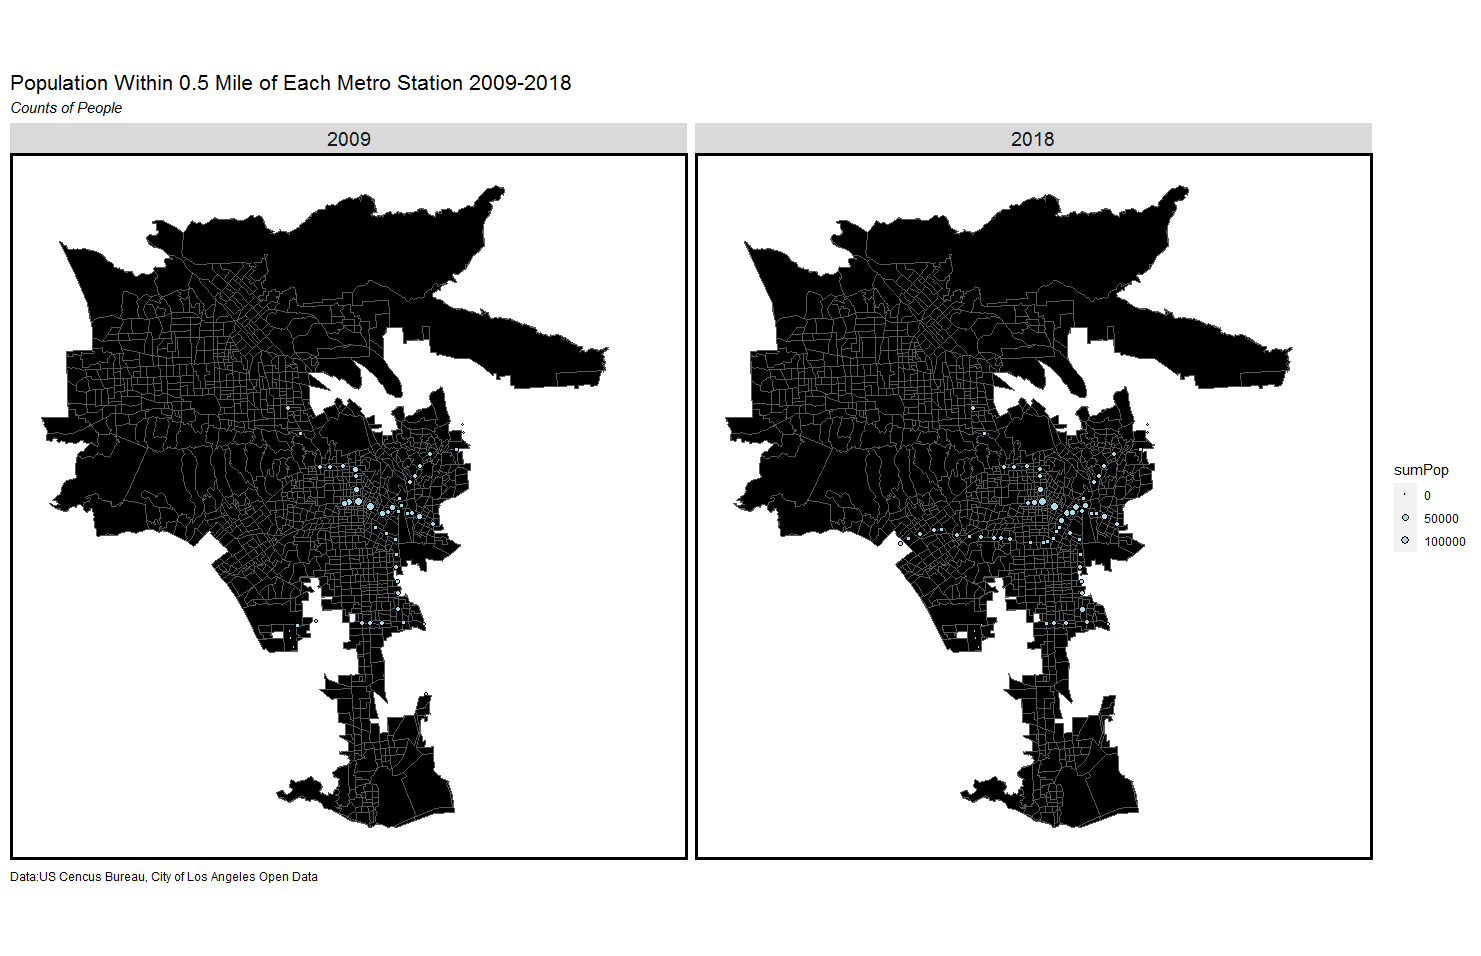 Population Within 0.5 Mile of Each Metro Station 2009-2018
Counts of People
2009
2018
sumPop
0
50000
100000
Data:US Cencus Bureau, City of Los Angeles Open Data